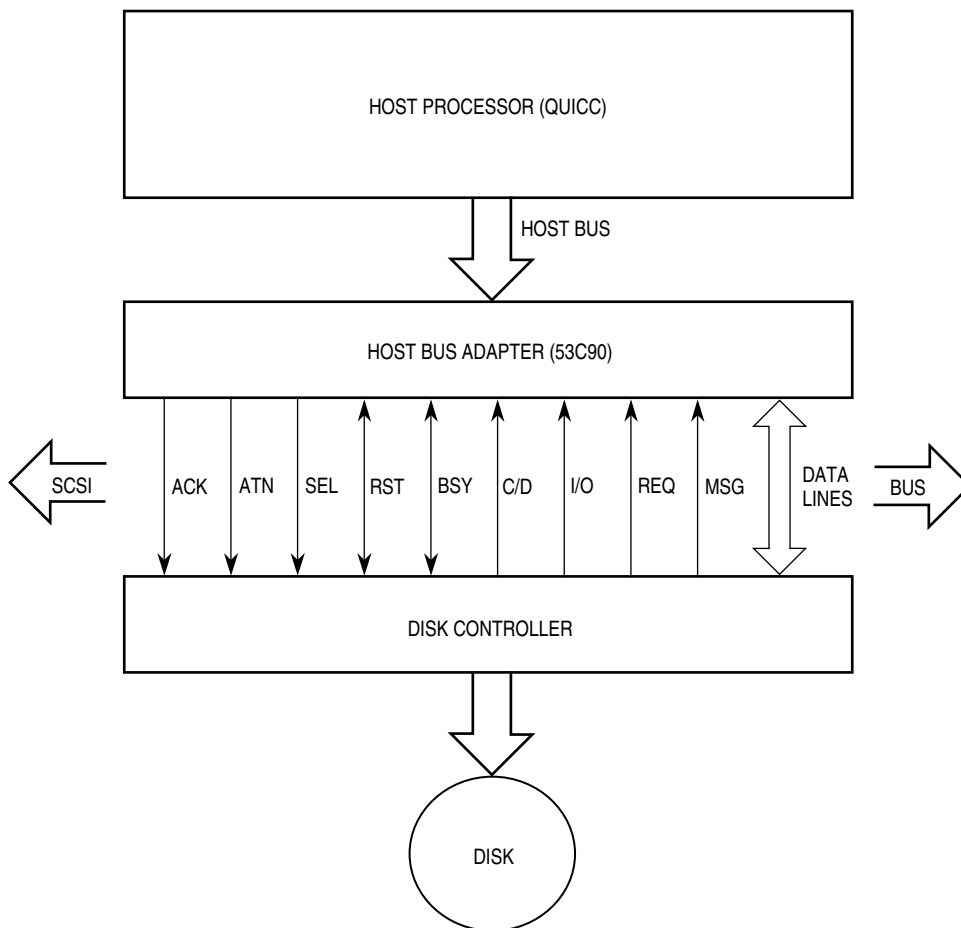 HOST PROCESSOR (QUICC)
HOST BUS
HOST BUS ADAPTER (53C90)
SCSI
ACK
ATN
SEL
RST
BSY
C/D
I/O
REQ
MSG
DATA
LINES
BUS
DISK CONTROLLER
DISK